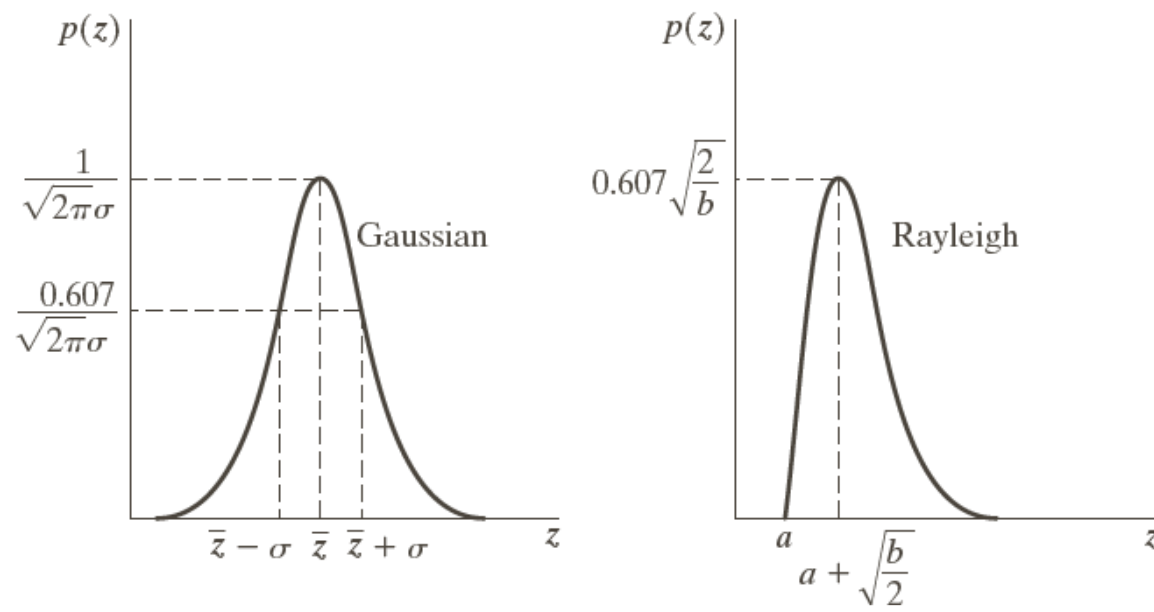 p(z)
1/√2πσ
Gaussian
0.607/√2πσ
z̄ − σ z̄ z̄ + σ z
p(z)
0.607√2/b
Rayleigh
a z
a + √b/2